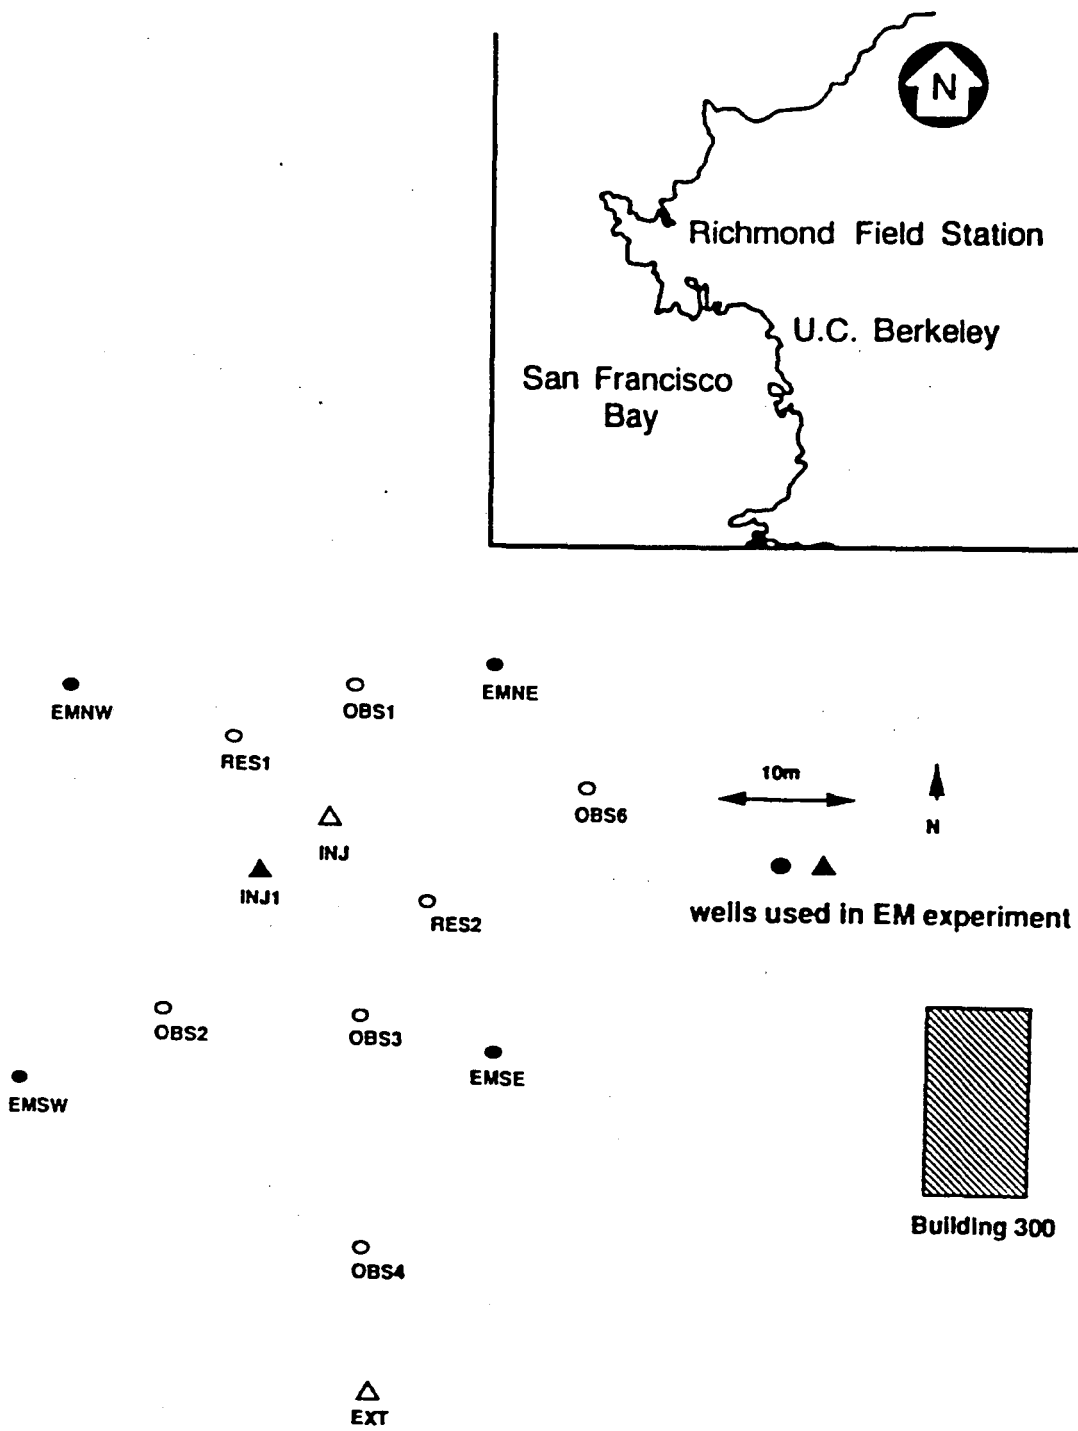 N
Richmond Field Station
U.C. Berkeley
San Francisco
Bay
EMNW
OBS1
EMNE
RES1
10m
OBS6
N
INJ
INJ1
RES2
wells used in EM experiment
OBS2
OBS3
EMSE
EMSW
Building 300
OBS4
EXT